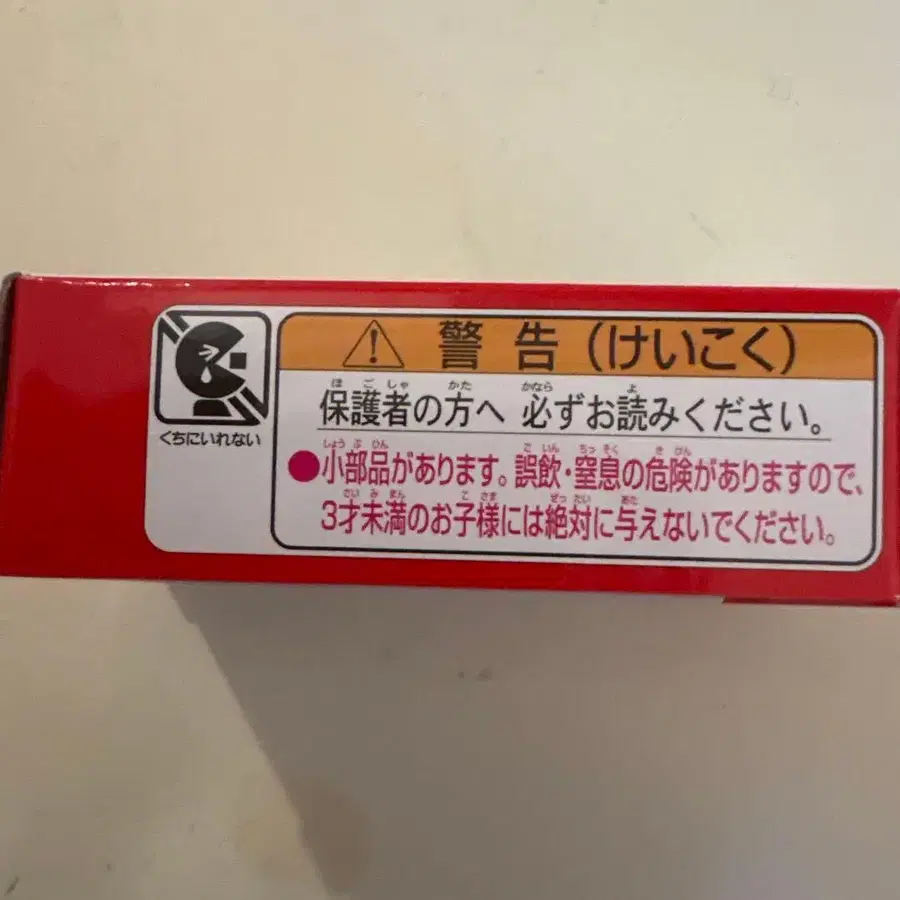 警告(けいこく)
保護者の方へ 必ずお読みください。
●小部品があります。誤飲・窒息の危険がありますので、
3才未満のお子様には絶対に与えないでください。
くちにいれない